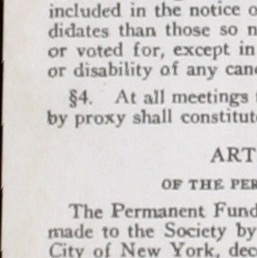 included in the notice o
didates than those so n
or voted for, except in
or disability of any can
§4. At all meetings
by proxy shall constitut
ART
OF THE PER
The Permanent Fund
made to the Society by
City of New York, dec